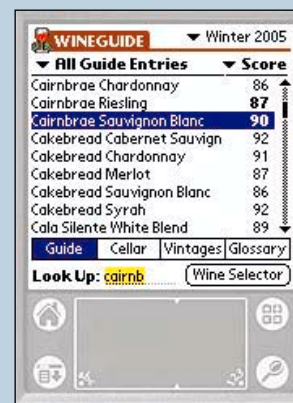 WINEGUIDE Winter 2005
All Guide Entries Score
Cairnbrae Chardonnay 86
Cairnbrae Riesling 87
Cairnbrae Sauvignon Blanc 90
Cakebread Cabernet Sauvign 92
Cakebread Chardonnay 91
Cakebread Merlot 87
Cakebread Sauvignon Blanc 86
Cakebread Syrah 92
Cala Silente White Blend 89
Guide Cellar Vintages Glossary
Look Up: cairnb Wine Selector